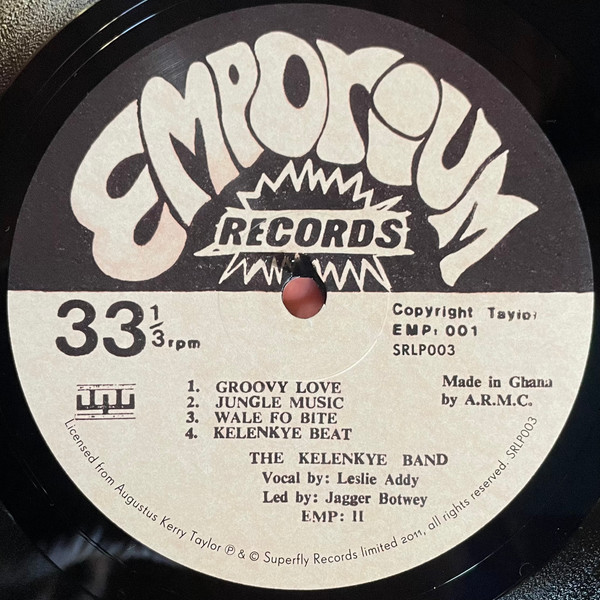 EMPORIUM
RECORDS
33 1/3 rpm
Copyright Taylor
EMP: 001
SRLP003
Made in Ghana
by A.R.M.C.
1. GROOVY LOVE
2. JUNGLE MUSIC
3. WALE FO BITE
4. KELENKYE BEAT
THE KELENKYE BAND
Vocal by: Leslie Addy
Led by: Jagger Botwey
EMP: II
Licensed from Augustus Kerry Taylor ℗ & © Superfly Records limited 2011, all rights reserved. SRLP003